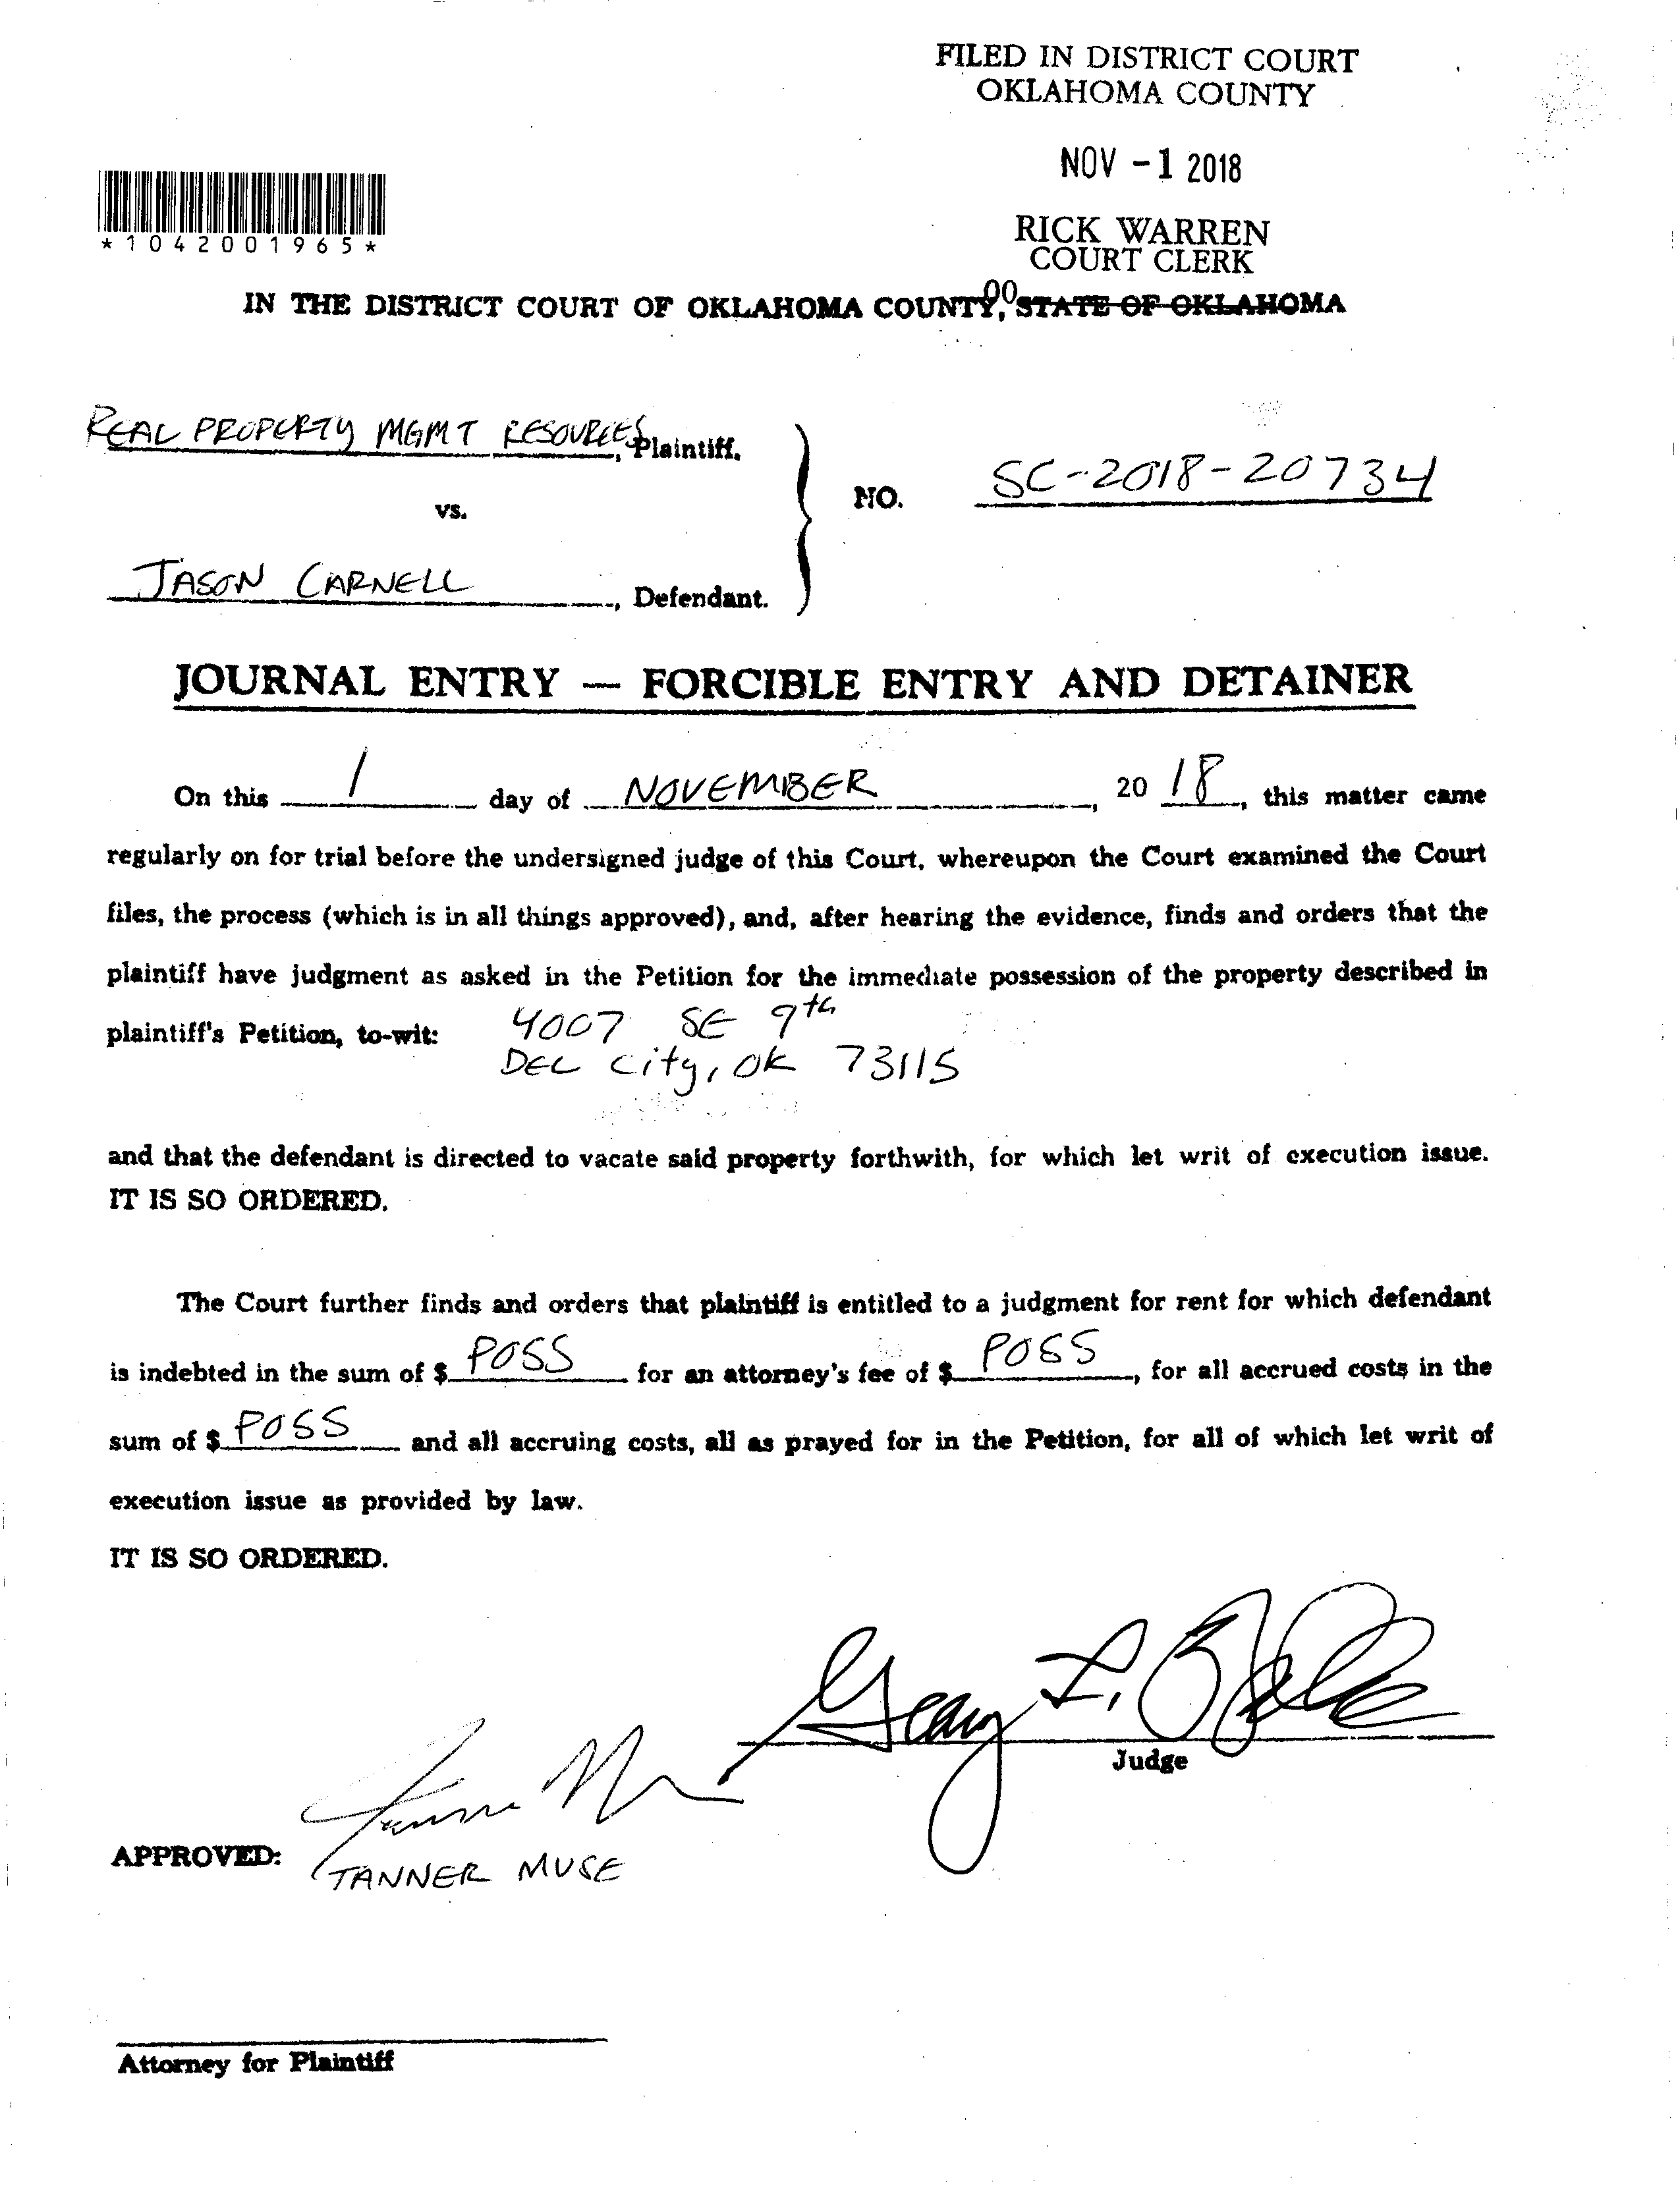 FILED IN DISTRICT COURT
OKLAHOMA COUNTY
NOV -1 2018
RICK WARREN
COURT CLERK
*1042001965*
IN THE DISTRICT COURT OF OKLAHOMA COUNTY, STATE OF OKLAHOMA
REAL PROPERTY MGMT RESOURCES, Plaintiff.
vs.
NO. SC-2018-20734
JASON CARNELL, Defendant.
JOURNAL ENTRY — FORCIBLE ENTRY AND DETAINER
On this 1 day of NOVEMBER, 20 18, this matter came
regularly on for trial before the undersigned judge of this Court, whereupon the Court examined the Court
files, the process (which is in all things approved), and, after hearing the evidence, finds and orders that the
plaintiff have judgment as asked in the Petition for the immediate possession of the property described in
plaintiff's Petition, to-wit: 4007 SE 9th
DEL City, OK 73115
and that the defendant is directed to vacate said property forthwith, for which let writ of execution issue.
IT IS SO ORDERED.
The Court further finds and orders that plaintiff is entitled to a judgment for rent for which defendant
is indebted in the sum of $ POSS for an attorney's fee of $ POSS, for all accrued costs in the
sum of $ POSS and all accruing costs, all as prayed for in the Petition, for all of which let writ of
execution issue as provided by law.
IT IS SO ORDERED.
Judge
APPROVED: TANNER MUSE
Attorney for Plaintiff